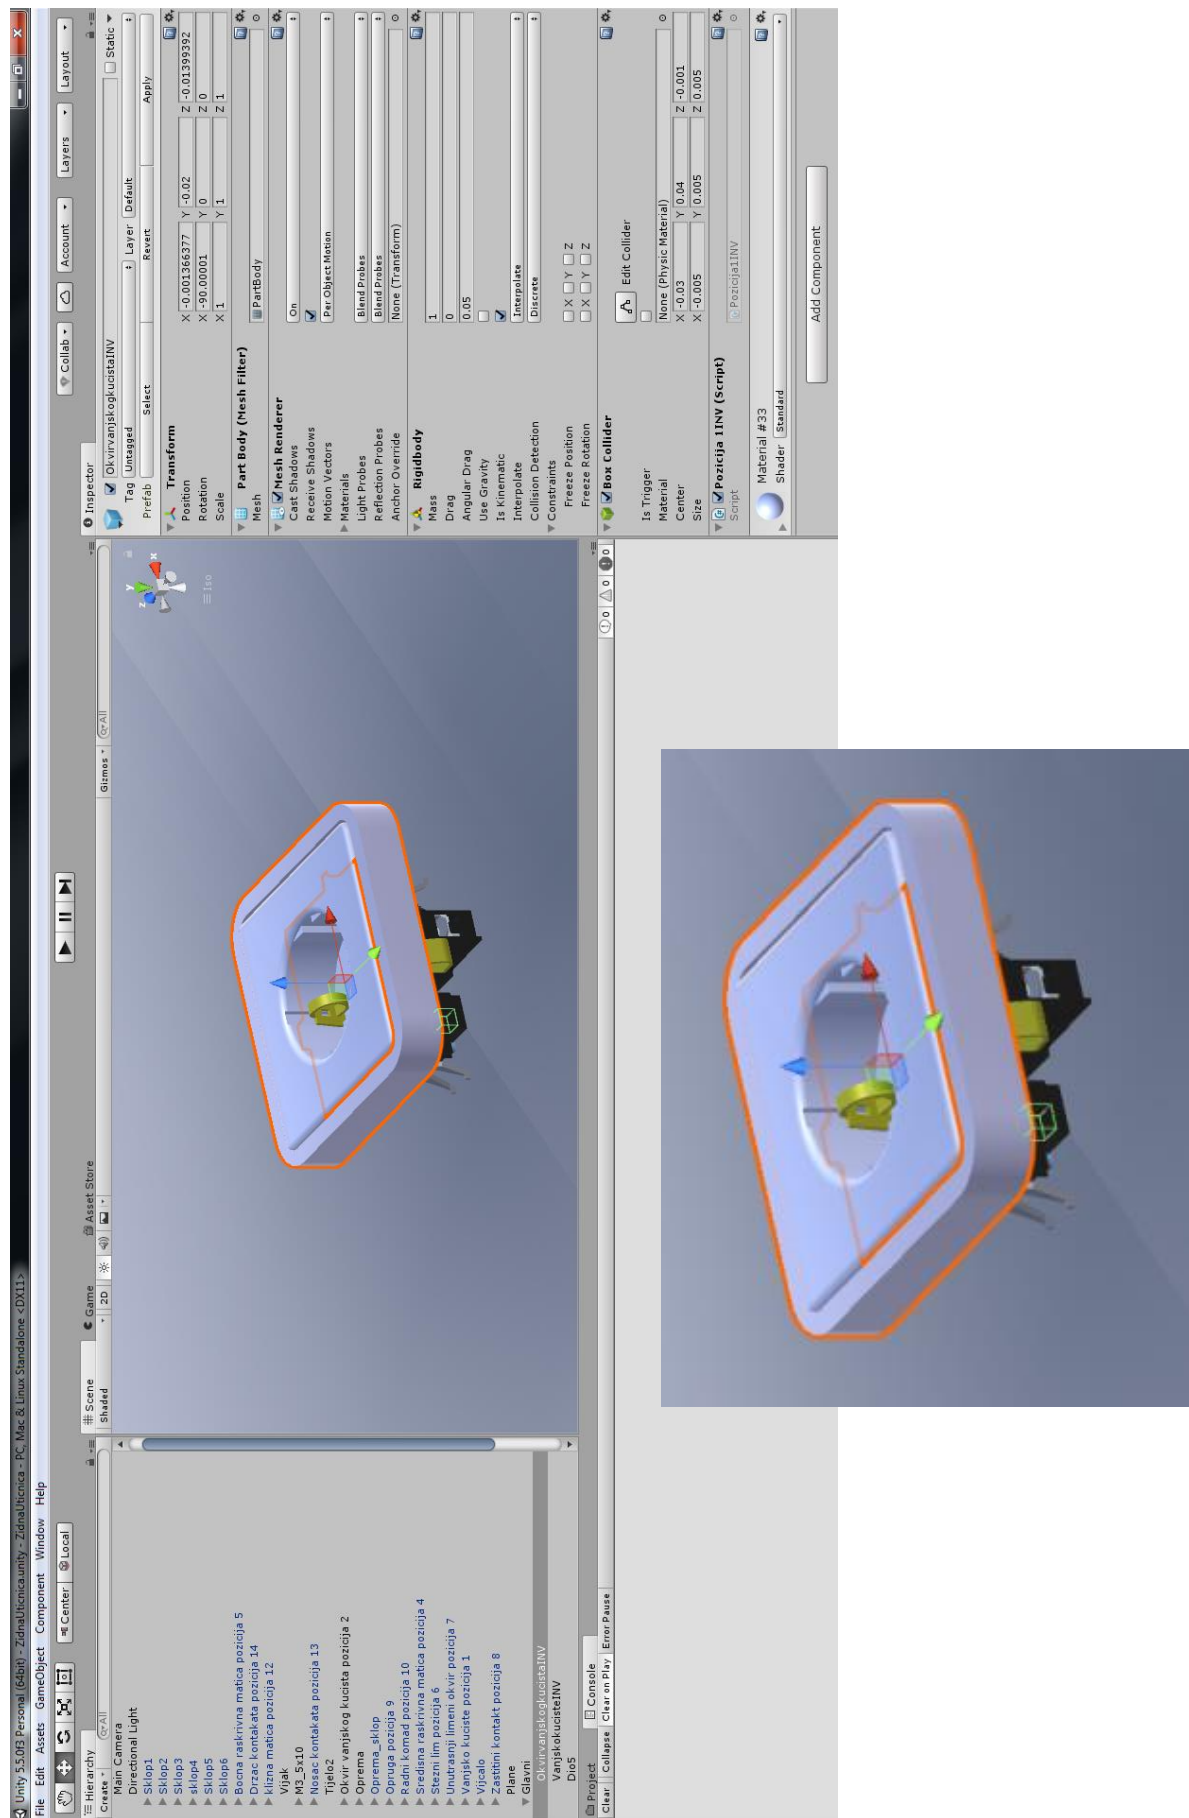 Unity 5.5.0f3 Personal (64bit) - ZidnaUticnica.unity - ZidnaUticnica - PC, Mac & Linux Standalone <DX11>
File Edit Assets GameObject Component Window Help
Center Local
Collab Account Layers Layout
Hierarchy
Create All
Main Camera
Directional Light
Sklop1
Sklop2
Sklop3
sklop4
Sklop5
Sklop6
Bocna raskrivna matica pozicija 5
Drzac kontakata pozicija 14
klizna matica pozicija 12
Vijak
M3_5x10
Nosac kontakata pozicija 13
Tijelo2
Okvir vanjskog kucista pozicija 2
Oprema
Oprema_sklop
Opruga pozicija 9
Radni komad pozicija 10
Sredisna raskrivna matica pozicija 4
Stezni lim pozicija 6
Unutrasnji limeni okvir pozicija 7
Vanjsko kuciste pozicija 1
Vijcalo
Zastitni kontakt pozicija 8
Plane
Glavni
OkvirvanjskogkucistaINV
VanjskokucisteINV
Dio5
Scene Game Asset Store
Shaded 2D Gizmos All
y
x
z
Iso
Project Console
Clear Collapse Clear on Play Error Pause 0 0 0
Inspector
OkvirvanjskogkucistaINV Static
Tag Untagged Layer Default
Prefab Select Revert Apply
Transform
Position X -0.001366377 Y -0.02 Z -0.01399392
Rotation X -90.00001 Y 0 Z 0
Scale X 1 Y 1 Z 1
Part Body (Mesh Filter)
Mesh PartBody
Mesh Renderer
Cast Shadows On
Receive Shadows
Motion Vectors Per Object Motion
Materials
Light Probes Blend Probes
Reflection Probes Blend Probes
Anchor Override None (Transform)
Rigidbody
Mass 1
Drag 0
Angular Drag 0.05
Use Gravity
Is Kinematic
Interpolate Interpolate
Collision Detection Discrete
Constraints
Freeze Position X Y Z
Freeze Rotation X Y Z
Box Collider
Edit Collider
Is Trigger
Material None (Physic Material)
Center X -0.03 Y 0.04 Z -0.001
Size X -0.005 Y 0.005 Z 0.005
Pozicija 1INV (Script)
Script Pozicija1INV
Material #33
Shader Standard
Add Component